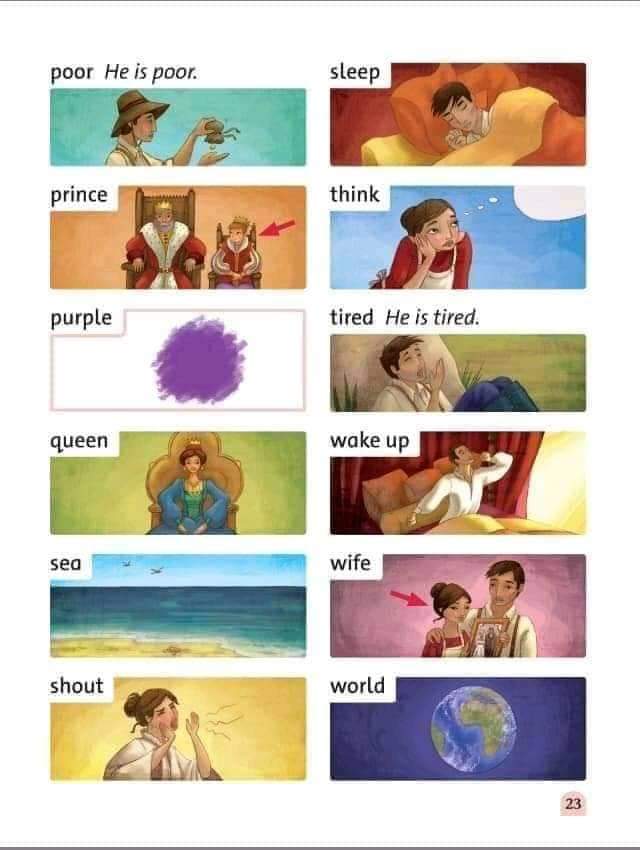 poor He is poor.
prince
purple
queen
sea
shout
sleep
think
tired He is tired.
wake up
wife
world
23